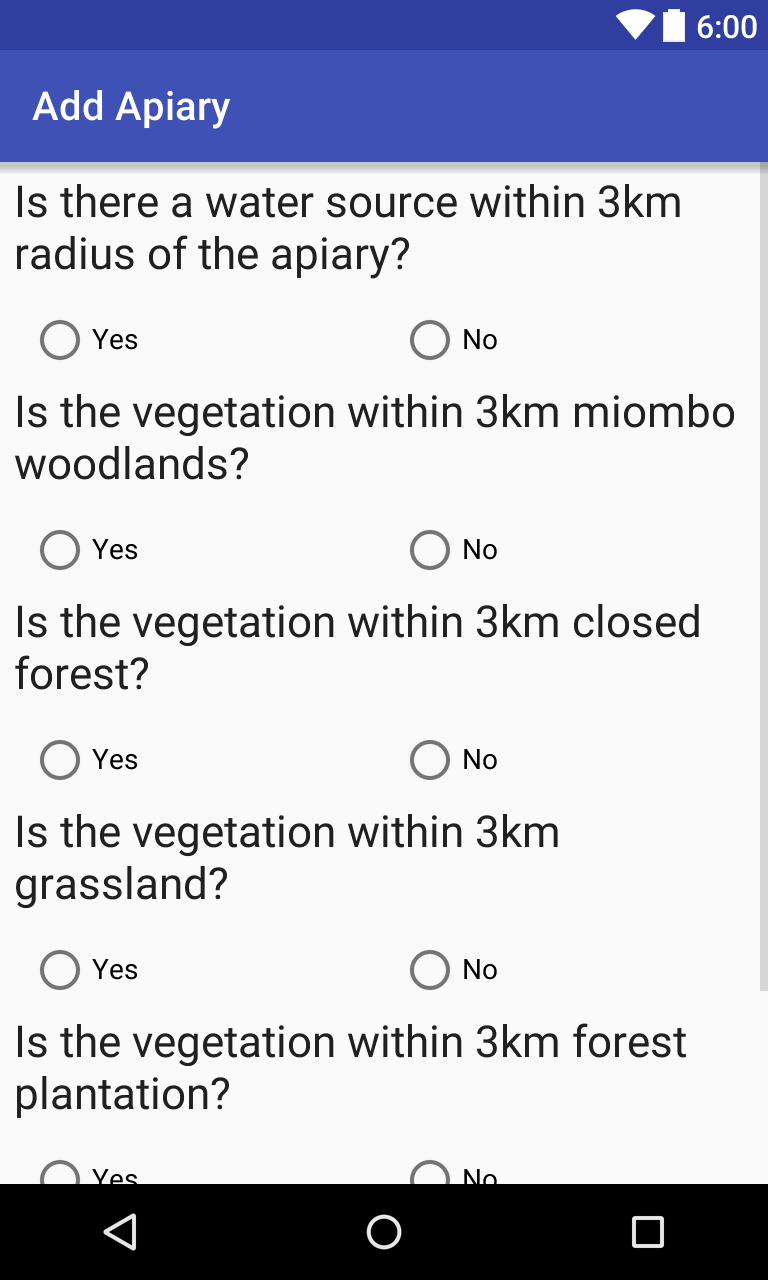 6:00
Add Apiary
Is there a water source within 3km
radius of the apiary?
Yes No
Is the vegetation within 3km miombo
woodlands?
Yes No
Is the vegetation within 3km closed
forest?
Yes No
Is the vegetation within 3km
grassland?
Yes No
Is the vegetation within 3km forest
plantation?
Yes No